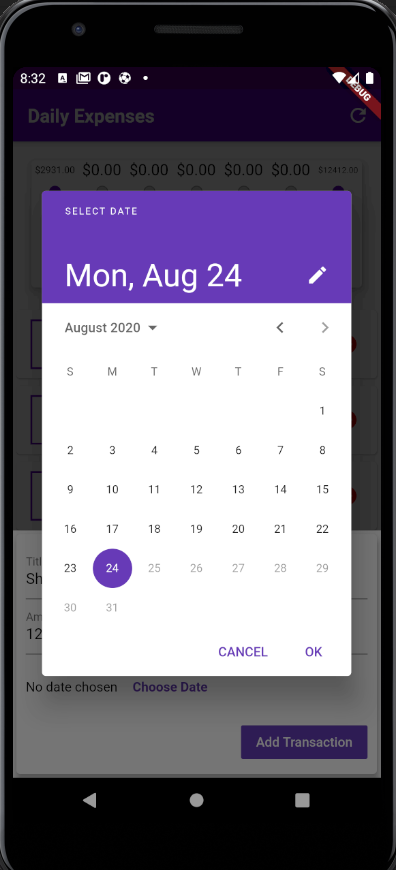 8:32
DEBUG
Daily Expenses
$2931.00 $0.00 $0.00 $0.00 $0.00 $0.00 $12412.00
SELECT DATE
Mon, Aug 24
August 2020
S M T W T F S
1
2 3 4 5 6 7 8
9 10 11 12 13 14 15
16 17 18 19 20 21 22
23 24 25 26 27 28 29
30 31
CANCEL OK
Titl
Sh
Am
12
No date chosen Choose Date
Add Transaction